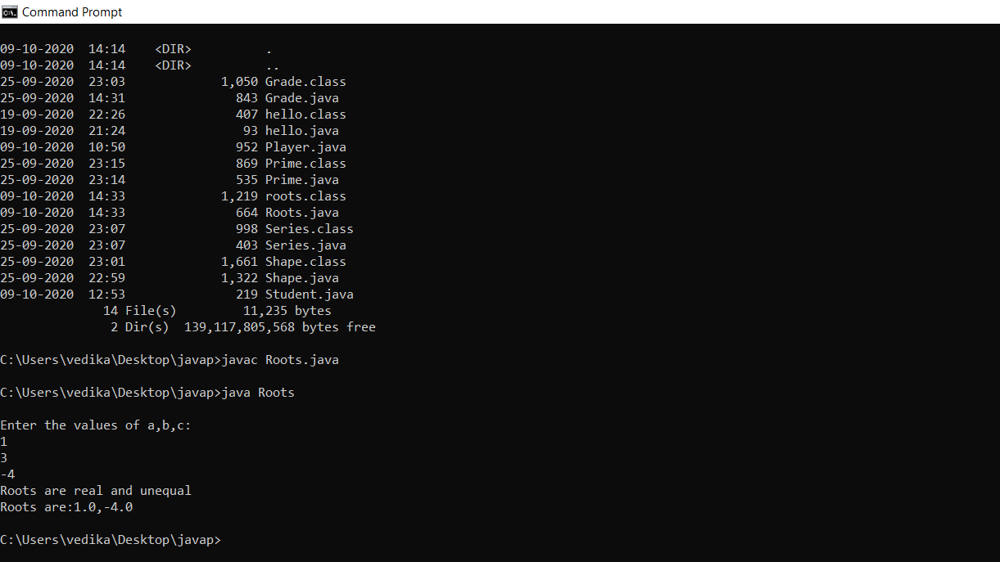 Command Prompt
09-10-2020  14:14    <DIR>          .
09-10-2020  14:14    <DIR>          ..
25-09-2020  23:03             1,050 Grade.class
25-09-2020  14:31               843 Grade.java
19-09-2020  22:26               407 hello.class
19-09-2020  21:24                93 hello.java
09-10-2020  10:50               952 Player.java
25-09-2020  23:15               869 Prime.class
25-09-2020  23:14               535 Prime.java
09-10-2020  14:33             1,219 roots.class
09-10-2020  14:33               664 Roots.java
25-09-2020  23:07               998 Series.class
25-09-2020  23:07               403 Series.java
25-09-2020  23:01             1,661 Shape.class
25-09-2020  22:59             1,322 Shape.java
09-10-2020  12:53               219 Student.java
              14 File(s)         11,235 bytes
               2 Dir(s)  139,117,805,568 bytes free
C:\Users\vedika\Desktop\javap>javac Roots.java
C:\Users\vedika\Desktop\javap>java Roots
Enter the values of a,b,c:
1
3
-4
Roots are real and unequal
Roots are:1.0,-4.0
C:\Users\vedika\Desktop\javap>